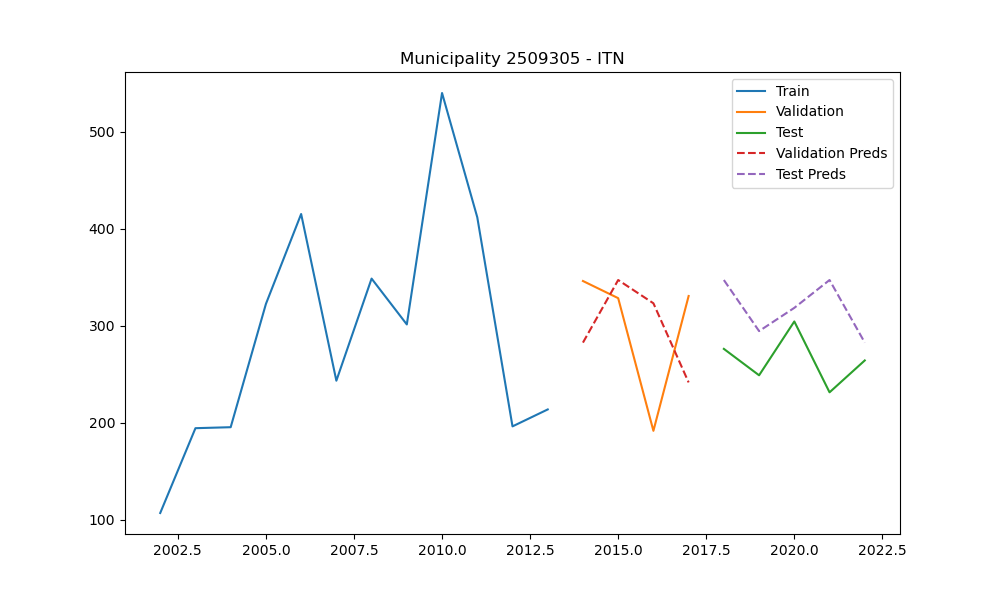 Municipality 2509305 - ITN
Train
Validation
Test
Validation Preds
Test Preds
500
400
300
200
100
2002.5 2005.0 2007.5 2010.0 2012.5 2015.0 2017.5 2020.0 2022.5